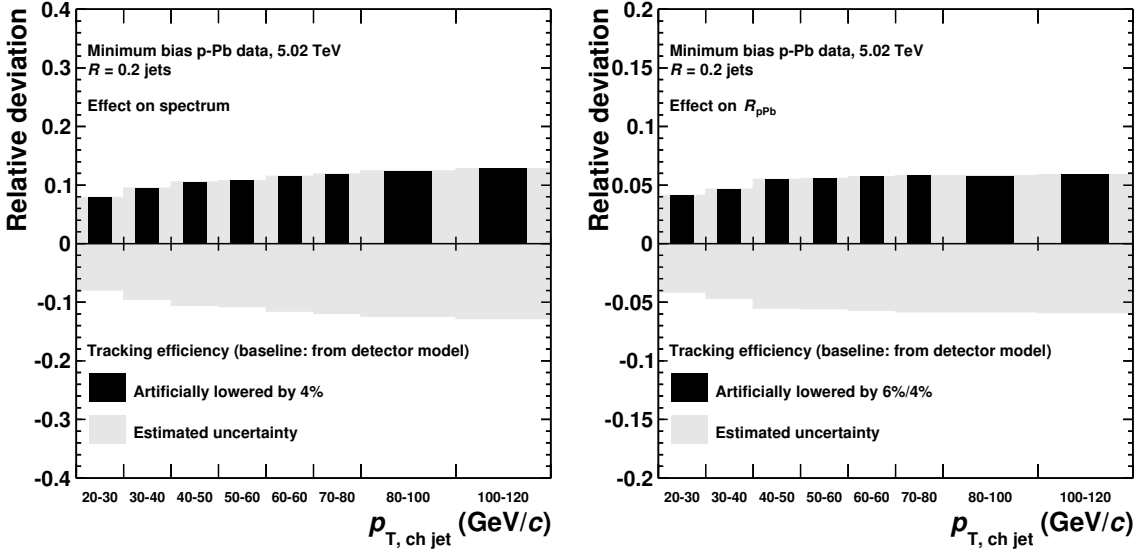 Relative deviation
0.4
0.3
0.2
0.1
0
-0.1
-0.2
-0.3
-0.4
Minimum bias p-Pb data, 5.02 TeV
R = 0.2 jets
Effect on spectrum
Tracking efficiency (baseline: from detector model)
Artificially lowered by 4%
Estimated uncertainty
20-30 30-40 40-50 50-60 60-60 70-80 80-100 100-120
p T, ch jet (GeV/c)
Relative deviation
0.2
0.15
0.1
0.05
0
-0.05
-0.1
-0.15
-0.2
Minimum bias p-Pb data, 5.02 TeV
R = 0.2 jets
Effect on R pPb
Tracking efficiency (baseline: from detector model)
Artificially lowered by 6%/4%
Estimated uncertainty
20-30 30-40 40-50 50-60 60-60 70-80 80-100 100-120
p T, ch jet (GeV/c)